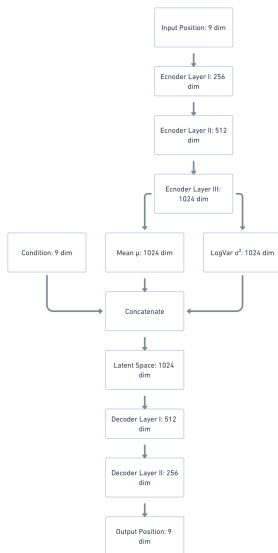 Input Position: 9 dim
Ecnoder Layer I: 256
dim
Ecnoder Layer II: 512
dim
Ecnoder Layer III:
1024 dim
Condition: 9 dim
Mean μ: 1024 dim
LogVar σ²: 1024 dim
Concatenate
Latent Space: 1024
dim
Decoder Layer I: 512
dim
Decoder Layer II: 256
dim
Output Position: 9
dim